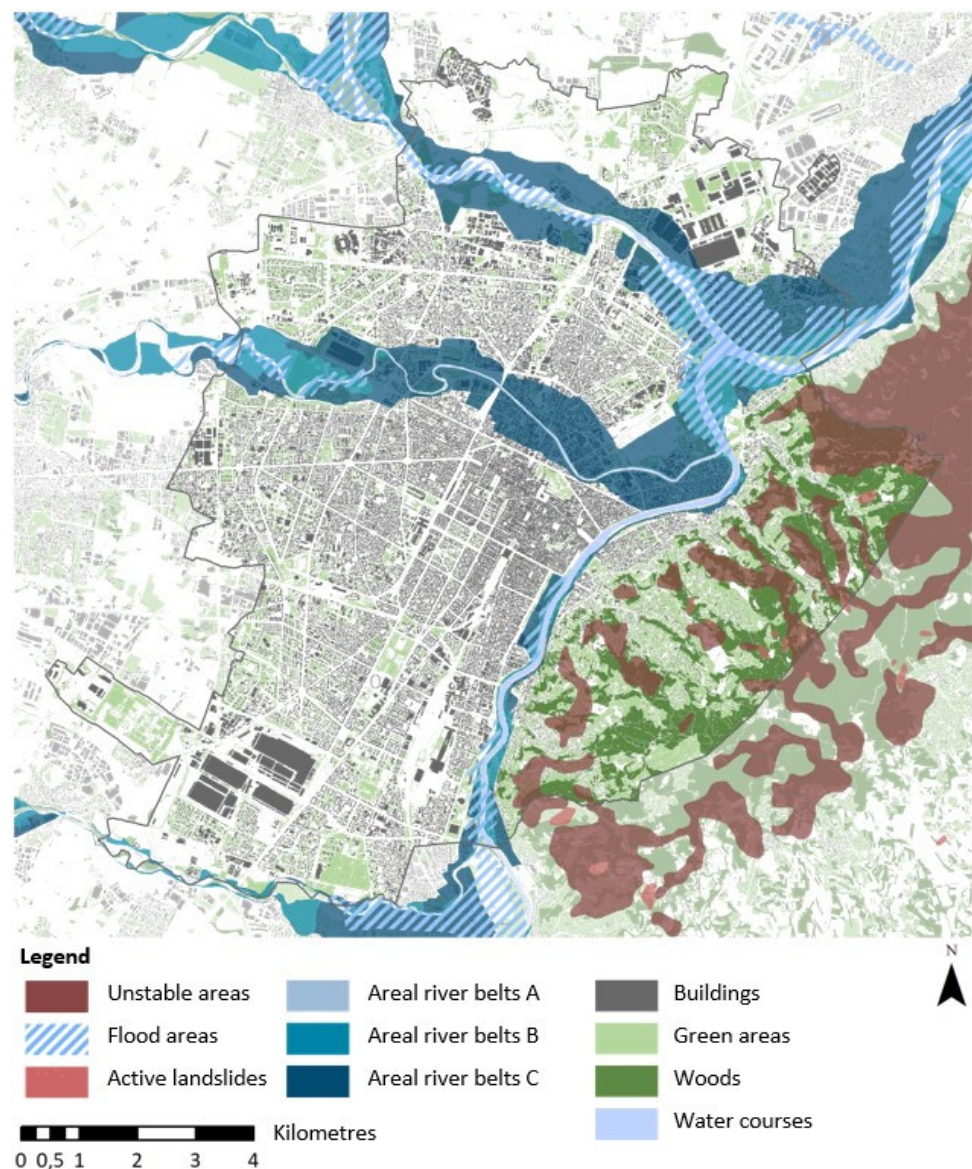 N
Legend
Unstable areas
Flood areas
Active landslides
Areal river belts A
Areal river belts B
Areal river belts C
Buildings
Green areas
Woods
Water courses
Kilometres
0 0,5 1 2 3 4